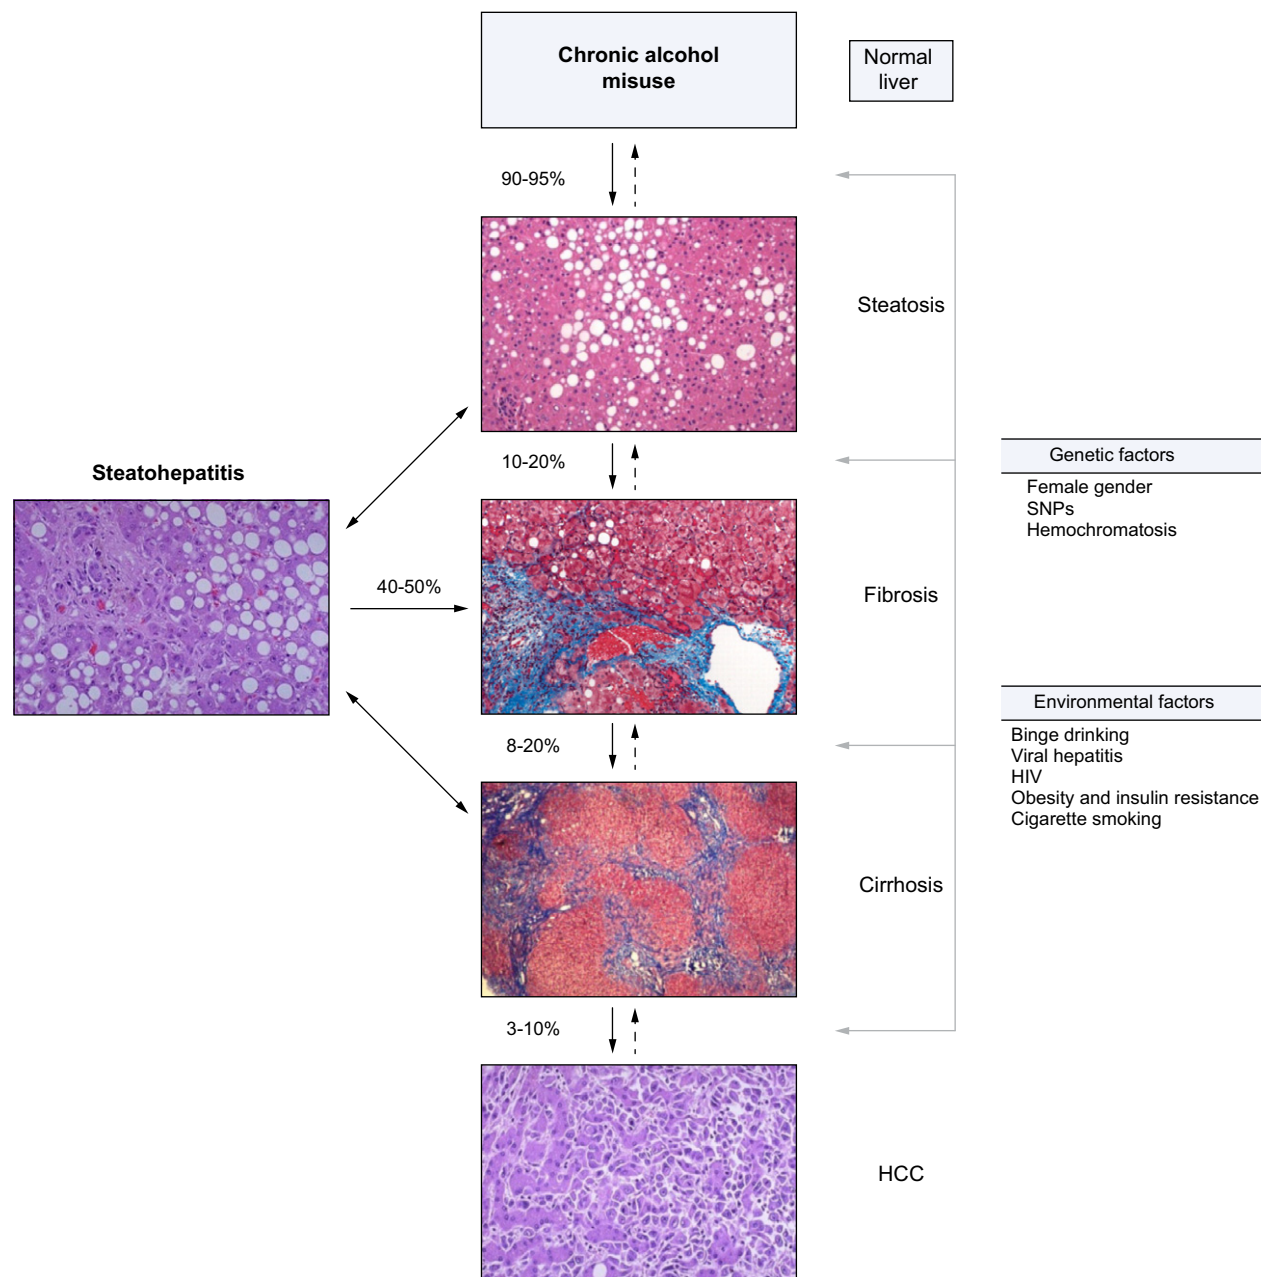 Chronic alcohol
misuse
Normal
liver
90-95%
Steatosis
10-20%
Steatohepatitis
40-50%
Fibrosis
Genetic factors
Female gender
SNPs
Hemochromatosis
8-20%
Environmental factors
Binge drinking
Viral hepatitis
HIV
Obesity and insulin resistance
Cigarette smoking
Cirrhosis
3-10%
HCC